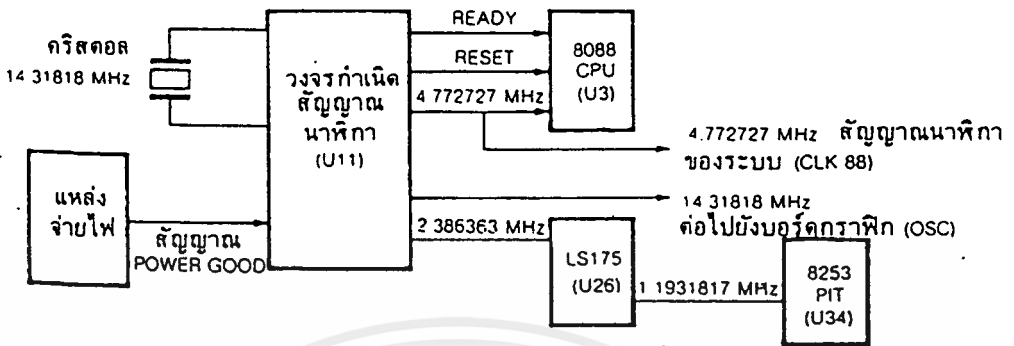 คริสตอล
14 31818 MHz
วงจรกำเนิด
สัญญาณ
นาฬิกา
(U11)
READY
RESET
4 772727 MHz
8088
CPU
(U3)
4.772727 MHz สัญญาณนาฬิกา
ของระบบ (CLK 88)
แหล่ง
จ่ายไฟ
สัญญาณ
POWER GOOD
14 31818 MHz
ต่อไปยังบอร์ดกราฟิก (OSC)
2 386363 MHz
LS175
(U26)
1 1931817 MHz
8253
PIT
(U34)